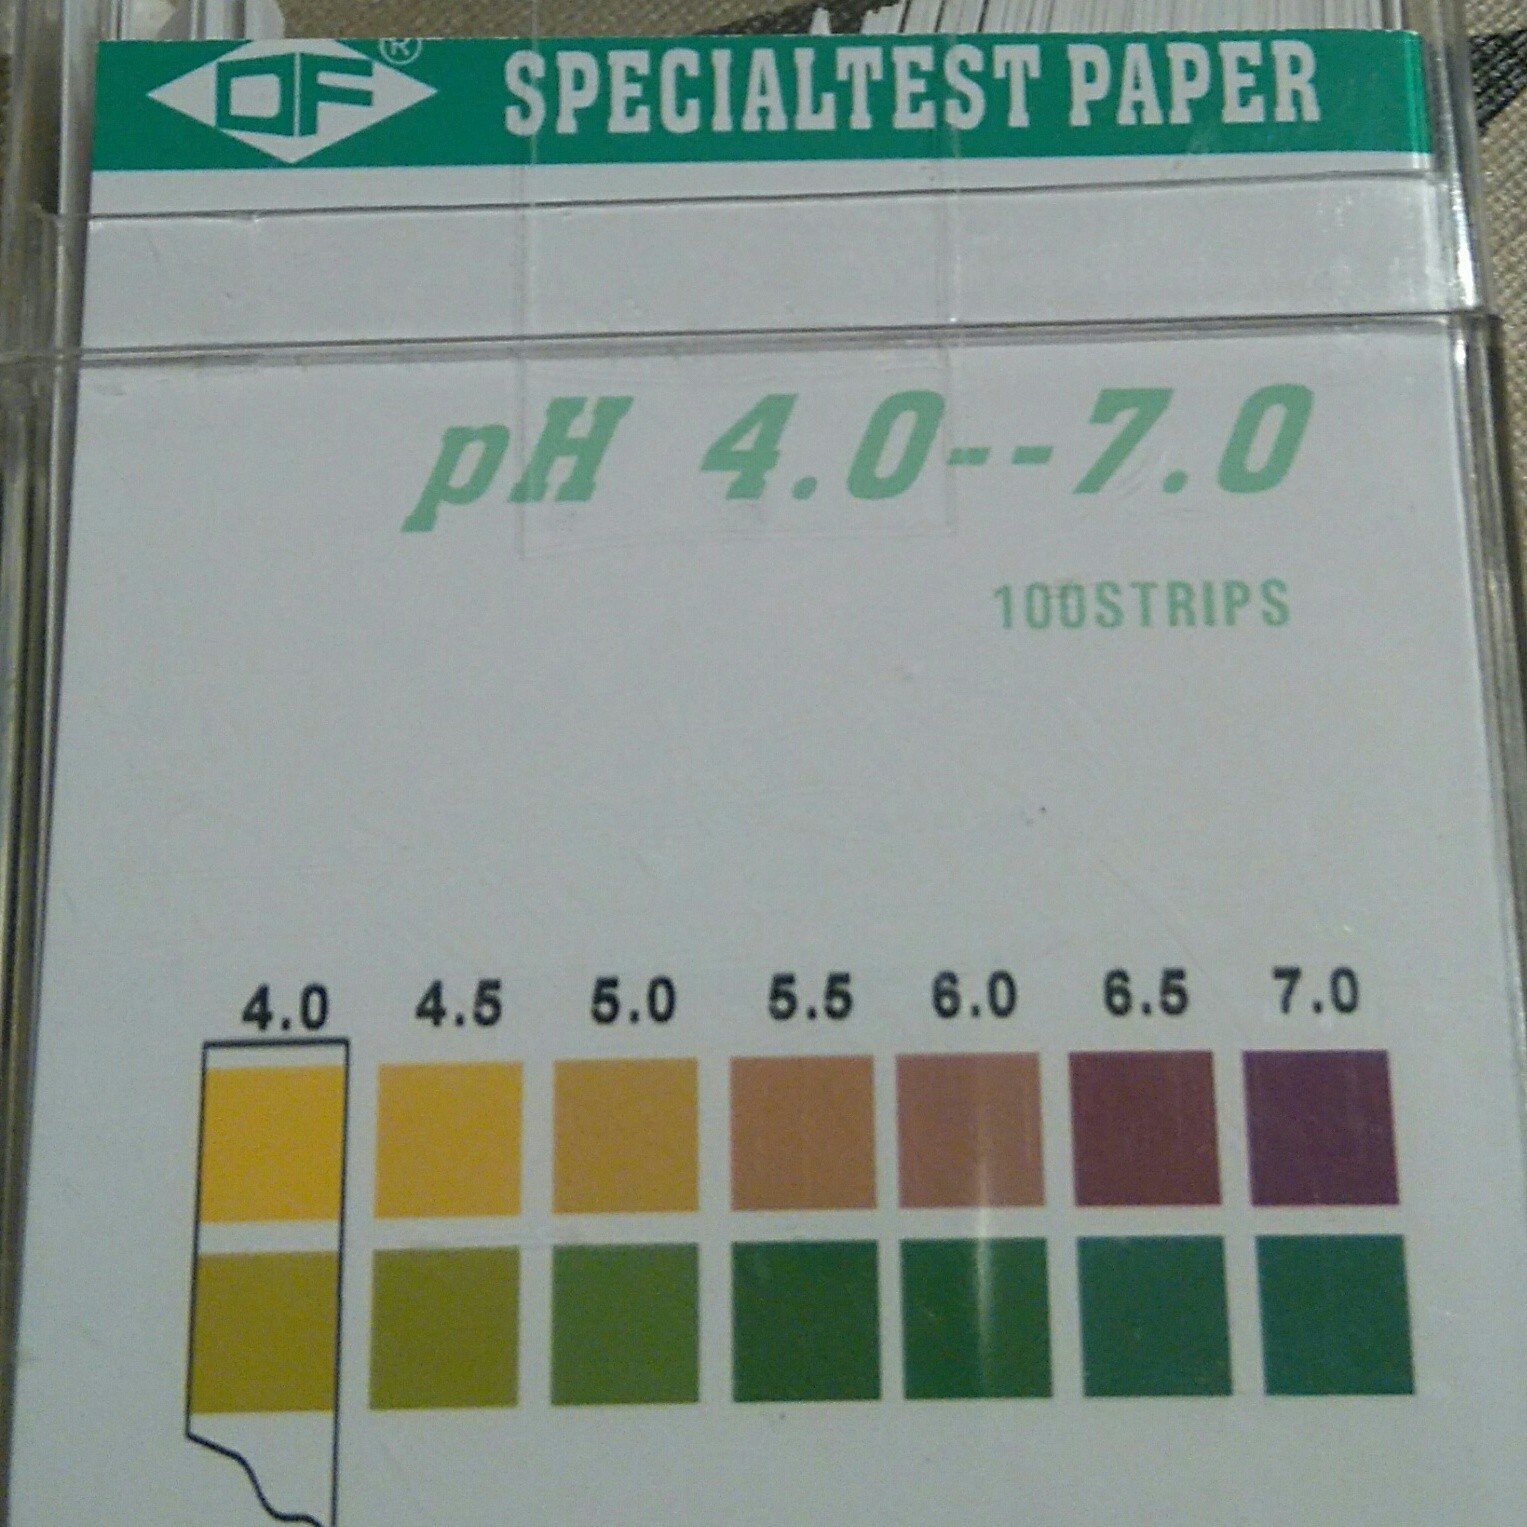 DF® SPECIALTEST PAPER
pH 4.0--7.0
100STRIPS
4.0 4.5 5.0 5.5 6.0 6.5 7.0